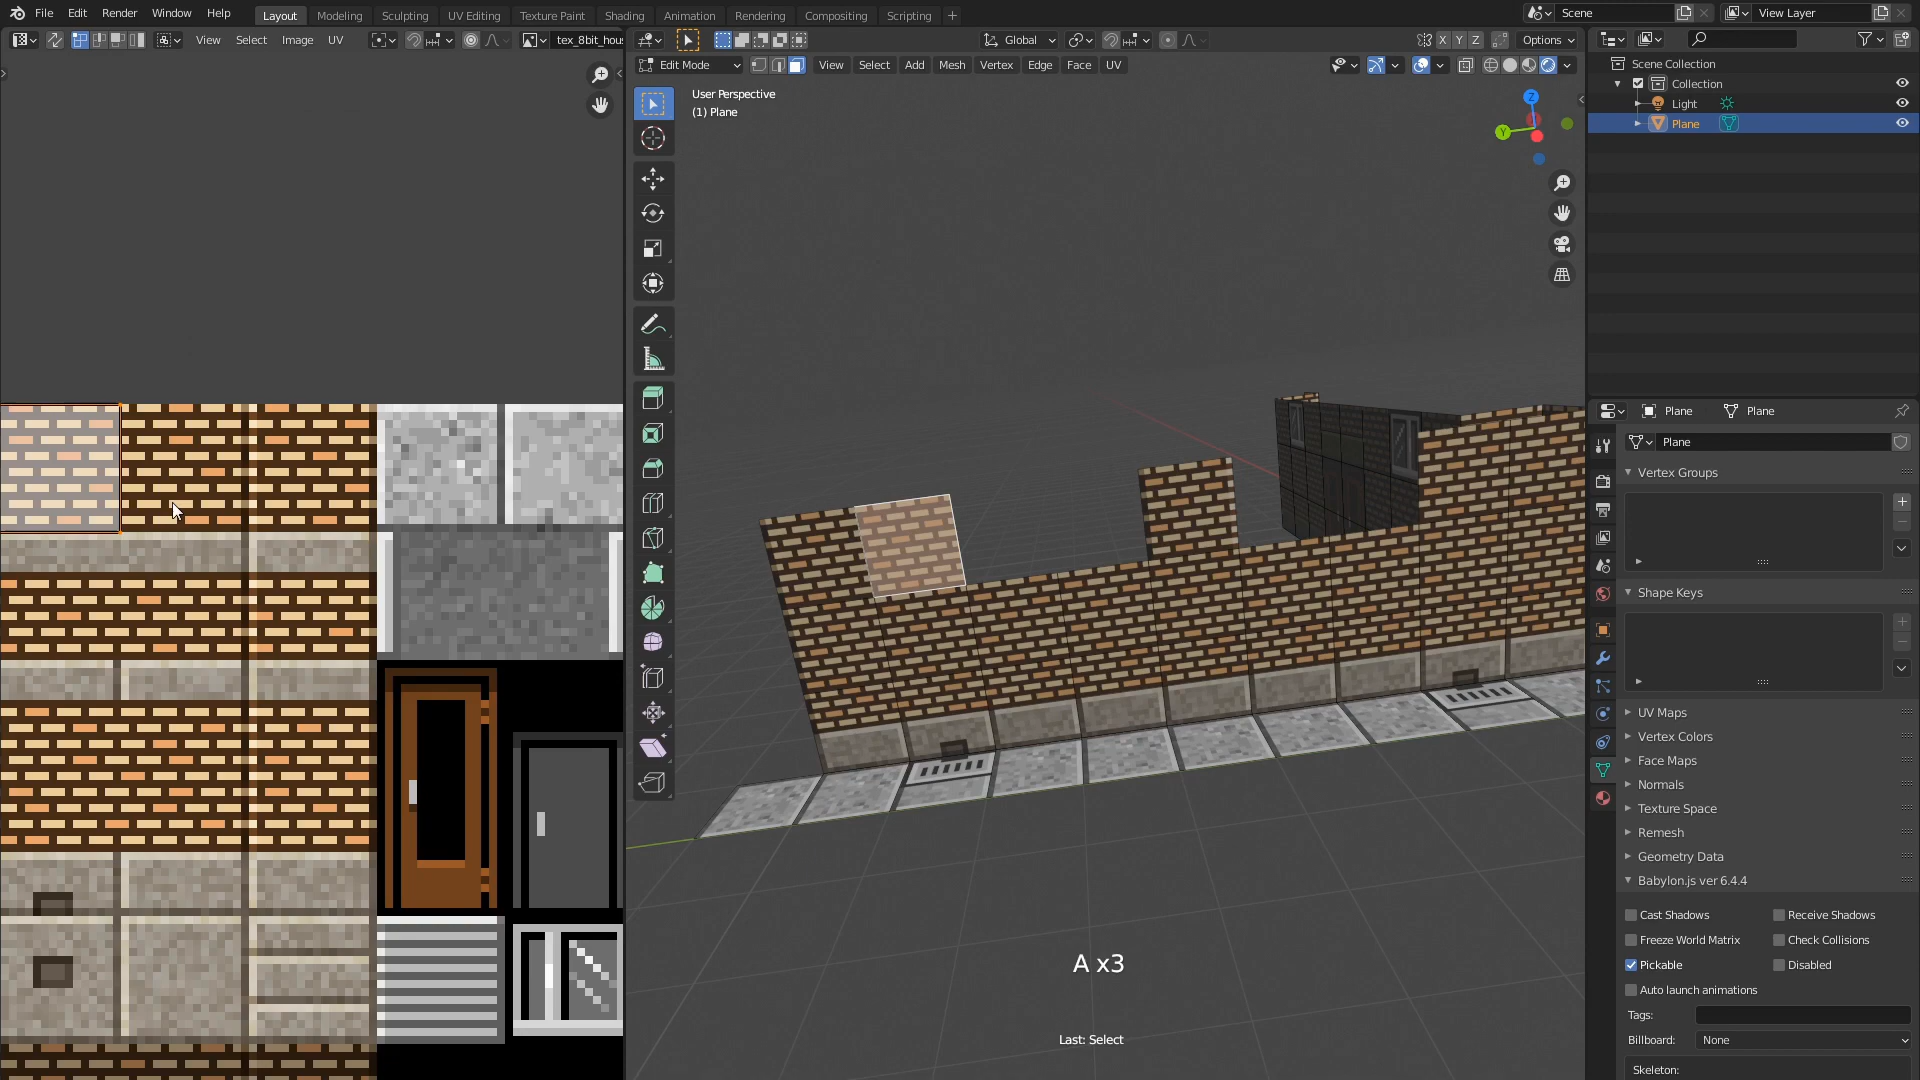 File Edit Render Window Help Layout Modeling Sculpting UV Editing Texture Paint Shading Animation Rendering Compositing Scripting Scene View Layer
View Select Image UV tex_8bit_hou Global X Y Z Options
Edit Mode View Select Add Mesh Vertex Edge Face UV
User Perspective
(1) Plane
Z
Y
Scene Collection
Collection
Light
Plane
Plane Plane
Plane
Vertex Groups
Shape Keys
UV Maps
Vertex Colors
Face Maps
Normals
Texture Space
Remesh
Geometry Data
Babylon.js ver 6.4.4
Cast Shadows Receive Shadows
Freeze World Matrix Check Collisions
Pickable Disabled
Auto launch animations
Tags:
Billboard: None
Skeleton:
A x3
Last: Select